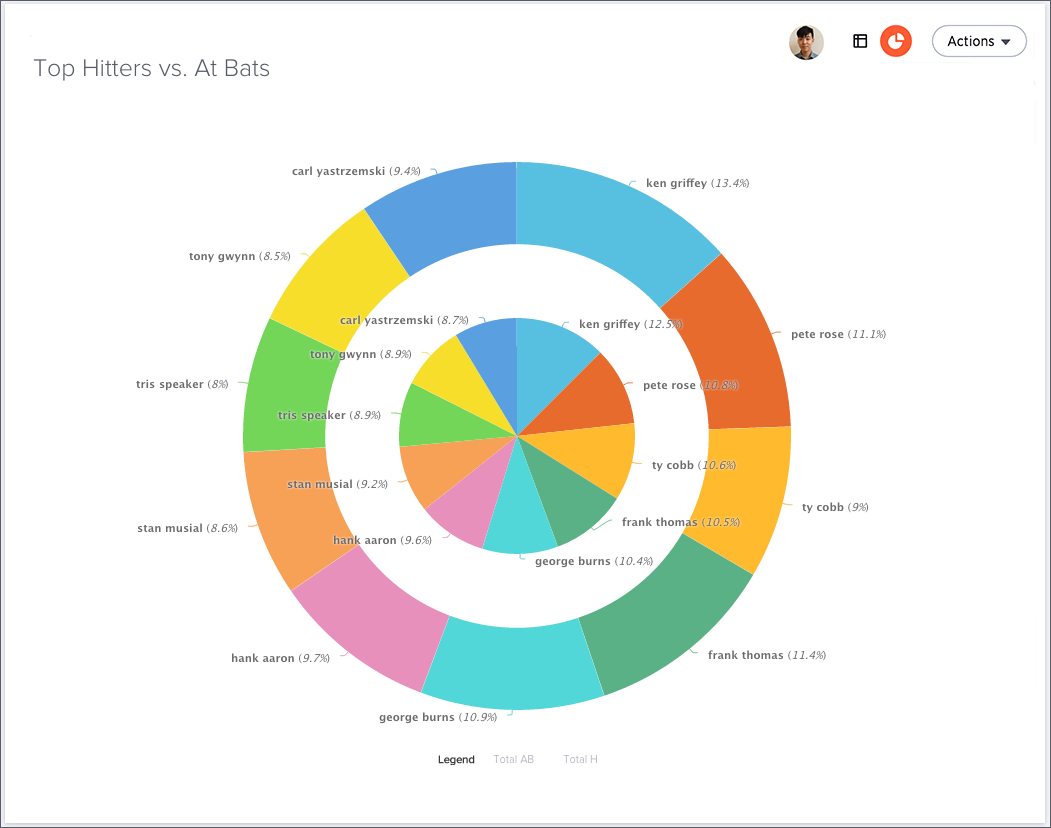 Actions
Top Hitters vs. At Bats
carl yastrzemski (9.4%)
ken griffey (13.4%)
tony gwynn (8.5%)
carl yastrzemski (8.7%)
ken griffey (12.5%)
pete rose (11.1%)
tony gwynn (8.9%)
tris speaker (8%)
pete rose (10.8%)
tris speaker (8.9%)
ty cobb (10.6%)
stan musial (9.2%)
ty cobb (9%)
stan musial (8.6%)
frank thomas (10.5%)
hank aaron (9.6%)
george burns (10.4%)
hank aaron (9.7%)
frank thomas (11.4%)
george burns (10.9%)
Legend Total AB Total H